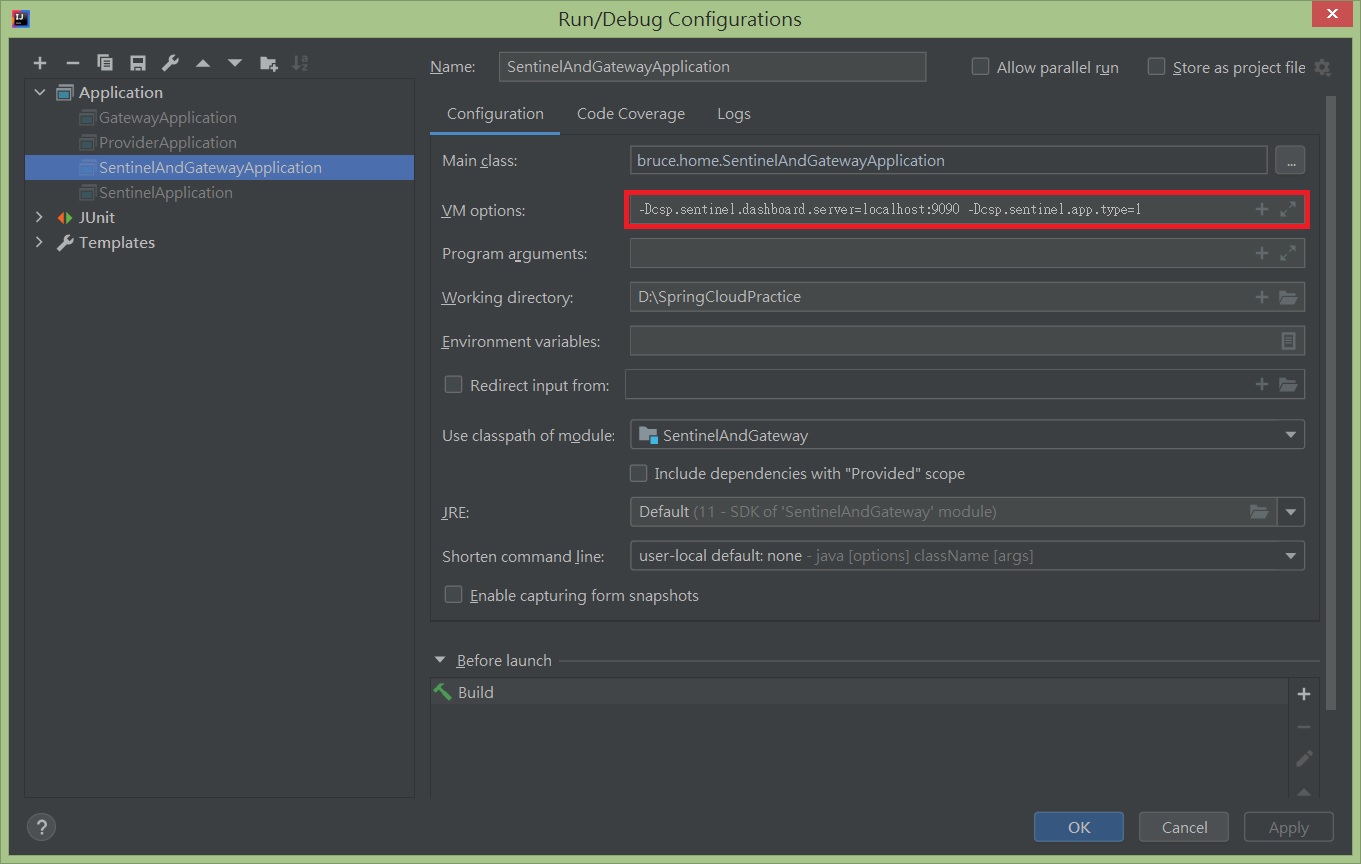 Run/Debug Configurations
Application
GatewayApplication
ProviderApplication
SentinelAndGatewayApplication
SentinelApplication
JUnit
Templates
Name: SentinelAndGatewayApplication
Allow parallel run
Store as project file
Configuration Code Coverage Logs
Main class: bruce.home.SentinelAndGatewayApplication ...
VM options: -Dcsp.sentinel.dashboard.server=localhost:9090 -Dcsp.sentinel.app.type=1
Program arguments:
Working directory: D:\SpringCloudPractice
Environment variables:
Redirect input from:
Use classpath of module: SentinelAndGateway
Include dependencies with "Provided" scope
JRE: Default (11 - SDK of 'SentinelAndGateway' module)
Shorten command line: user-local default: none - java [options] className [args]
Enable capturing form snapshots
Before launch
Build
? OK Cancel Apply